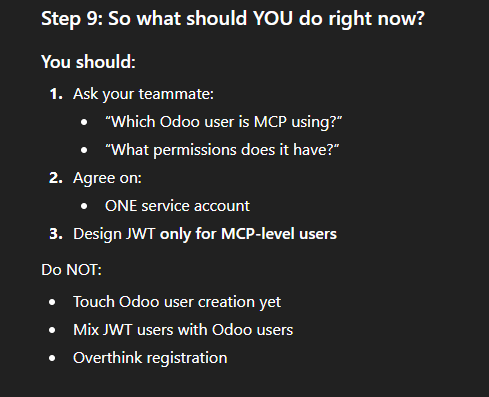 Step 9: So what should YOU do right now?
You should:
1. Ask your teammate:
• “Which Odoo user is MCP using?”
• “What permissions does it have?”
2. Agree on:
• ONE service account
3. Design JWT only for MCP-level users
Do NOT:
• Touch Odoo user creation yet
• Mix JWT users with Odoo users
• Overthink registration